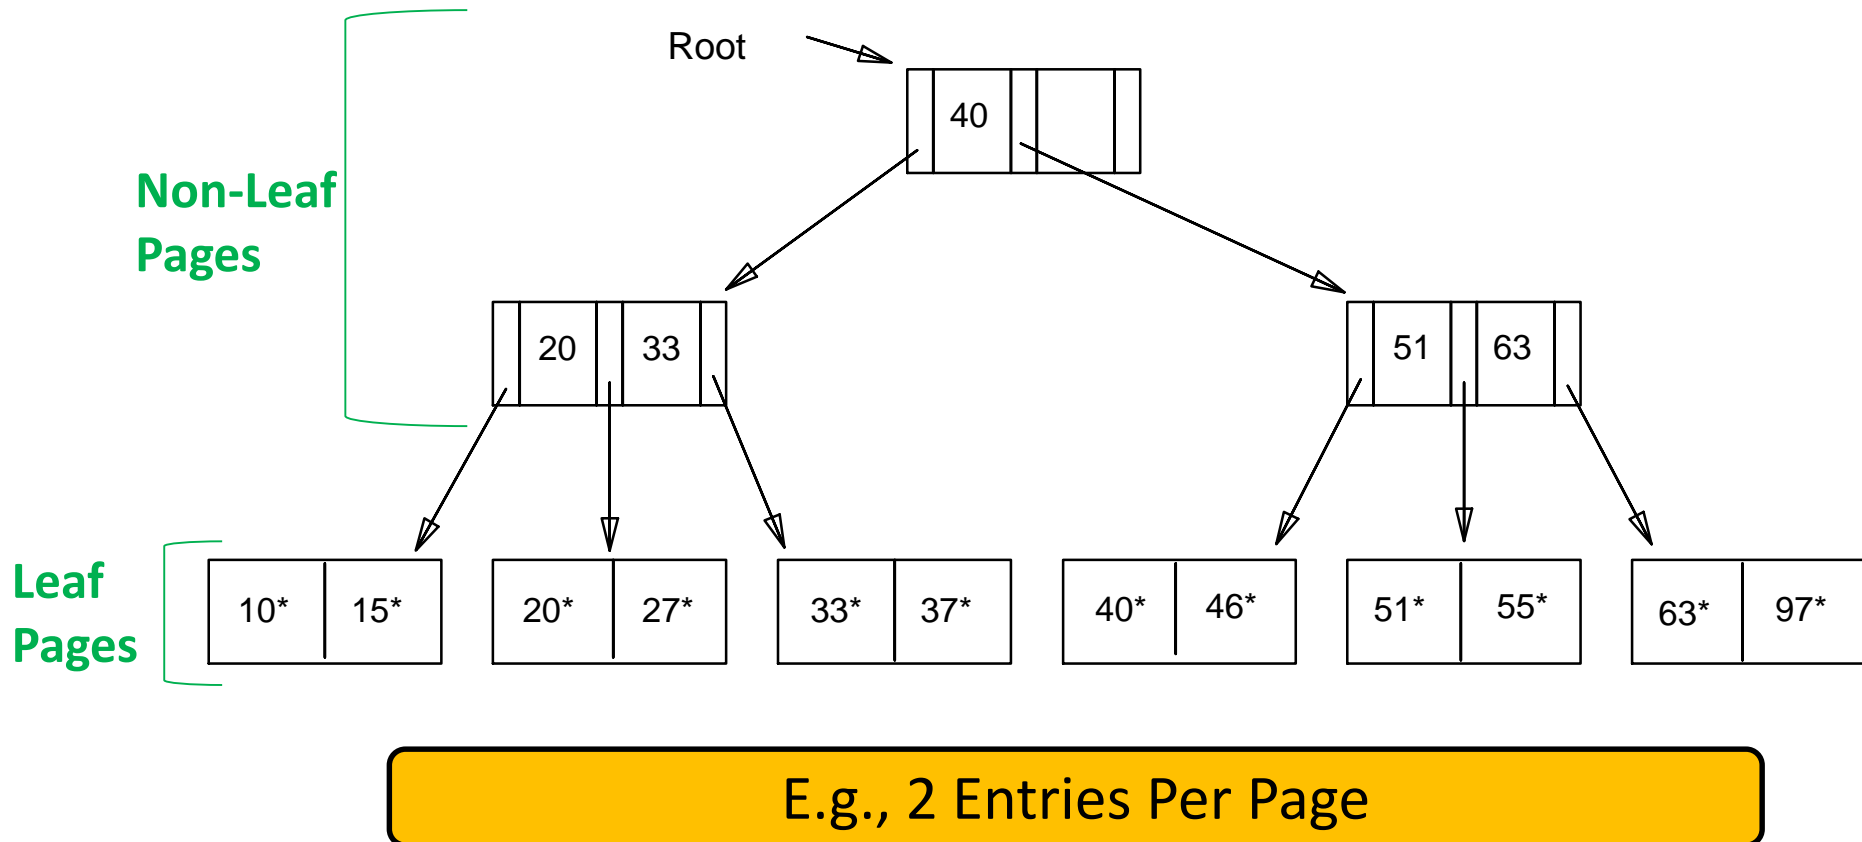 Root
40
Non-Leaf
Pages
20 33
51 63
Leaf
Pages
10* 15*
20* 27*
33* 37*
40* 46*
51* 55*
63* 97*
E.g., 2 Entries Per Page